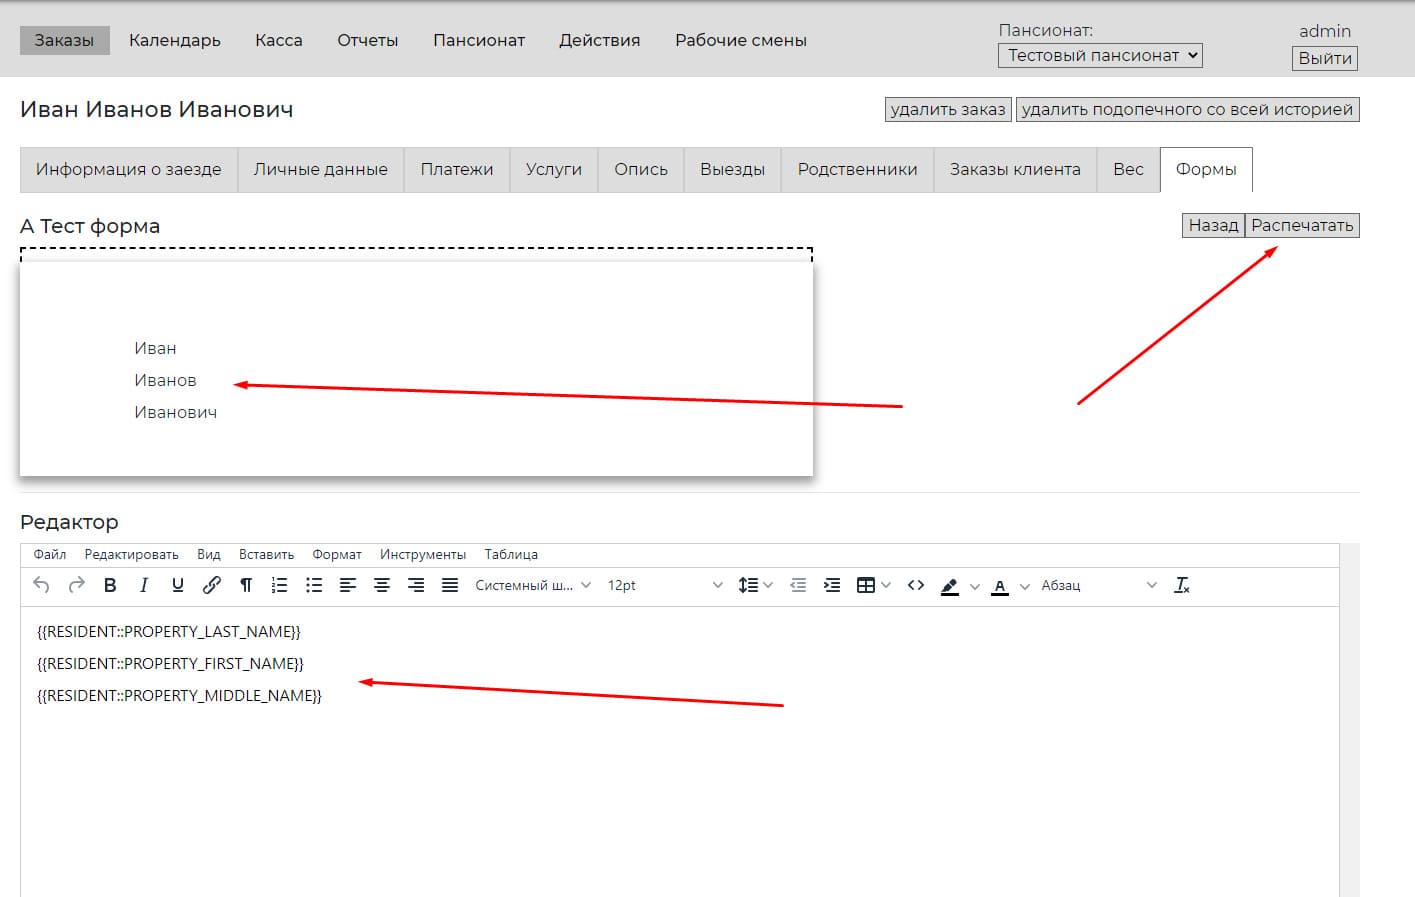 Заказы Календарь Касса Отчеты Пансионат Действия Рабочие смены
Пансионат:
Тестовый пансионат
admin
Выйти
Иван Иванов Иванович
удалить заказ удалить подопечного со всей историей
Информация о заезде Личные данные Платежи Услуги Опись Выезды Родственники Заказы клиента Вес Формы
А Тест форма
Назад Распечатать
Иван
Иванов
Иванович
Редактор
Файл Редактировать Вид Вставить Формат Инструменты Таблица
Системный ш... 12pt Абзац
{{RESIDENT::PROPERTY_LAST_NAME}}
{{RESIDENT::PROPERTY_FIRST_NAME}}
{{RESIDENT::PROPERTY_MIDDLE_NAME}}